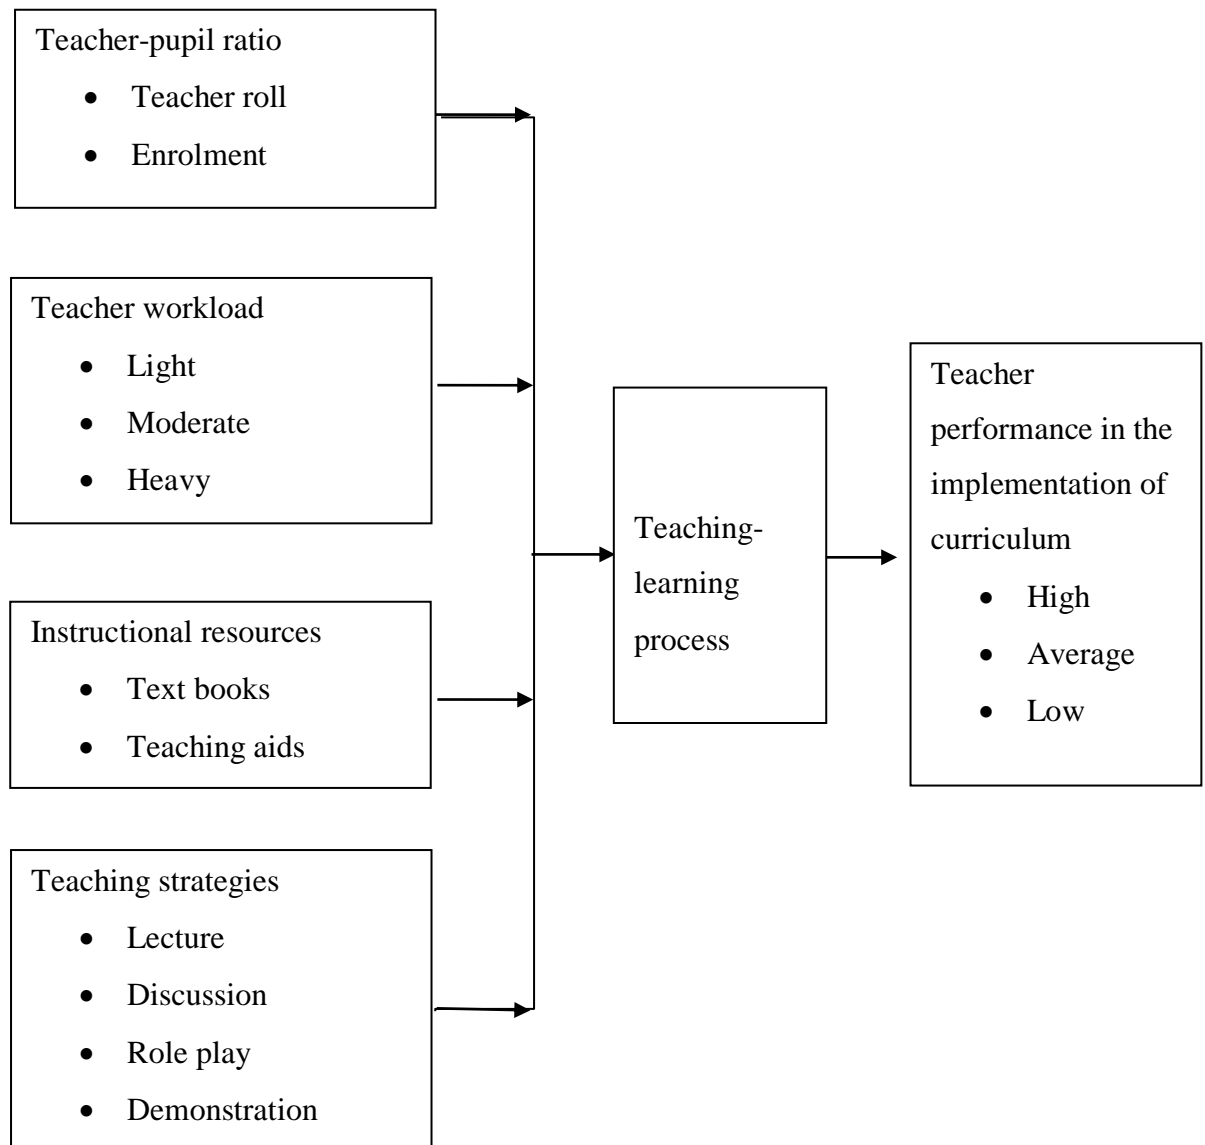 Teacher-pupil ratio
• Teacher roll
• Enrolment
Teacher workload
• Light
• Moderate
• Heavy
Instructional resources
• Text books
• Teaching aids
Teaching strategies
• Lecture
• Discussion
• Role play
• Demonstration
Teaching-
learning
process
Teacher
performance in the
implementation of
curriculum
• High
• Average
• Low